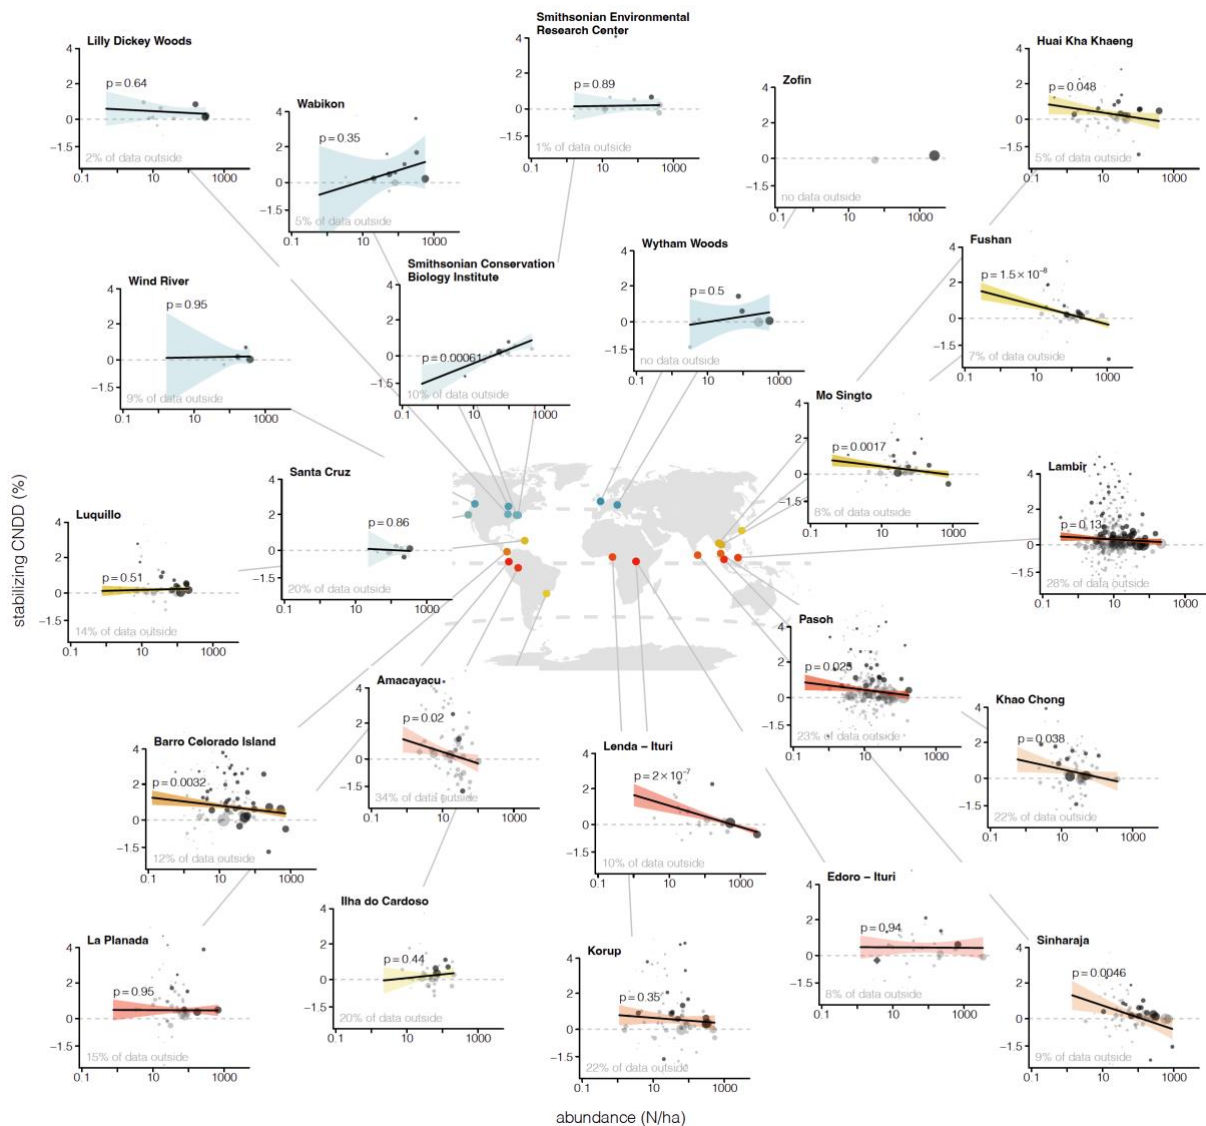 Lilly Dickey Woods
4
2
0
−1.5
p = 0.64
2% of data outside
0.1
10
1000
Wabikon
4
2
0
−1.5
p = 0.35
5% of data outside
0.1
10
1000
Smithsonian Environmental
Research Center
4
2
0
−1.5
p = 0.89
1% of data outside
0.1
10
1000
Zofin
4
2
0
−1.5
no data outside
0.1
10
1000
Huai Kha Khaeng
4
2
0
−1.5
p = 0.048
5% of data outside
0.1
10
1000
Wind River
4
2
0
−1.5
p = 0.95
9% of data outside
0.1
10
1000
Smithsonian Conservation
Biology Institute
4
2
0
−1.5
p = 0.00061
10% of data outside
0.1
10
1000
Wytham Woods
4
2
0
−1.5
p = 0.5
no data outside
0.1
10
1000
Fushan
4
2
0
−1.5
p = 1.5 × 10⁻⁸
7% of data outside
0.1
10
1000
Mo Singto
4
2
0
−1.5
p = 0.0017
8% of data outside
0.1
10
1000
stabilizing CNDD (%)
Luquillo
4
2
0
−1.5
p = 0.51
14% of data outside
0.1
10
1000
Santa Cruz
4
2
0
−1.5
p = 0.86
20% of data outside
0.1
10
1000
Lambir
4
2
0
−1.5
p = 0.13
28% of data outside
0.1
10
1000
Barro Colorado Island
4
2
0
−1.5
p = 0.0032
12% of data outside
0.1
10
1000
Amacayacu
4
2
0
−1.5
p = 0.02
34% of data outside
0.1
10
1000
Lenda − Ituri
4
2
0
−1.5
p = 2 × 10⁻⁷
10% of data outside
0.1
10
1000
Pasoh
4
2
0
−1.5
p = 0.025
23% of data outside
0.1
10
1000
Khao Chong
4
2
0
−1.5
p = 0.038
22% of data outside
0.1
10
1000
La Planada
4
2
0
−1.5
p = 0.95
15% of data outside
0.1
10
1000
Ilha do Cardoso
4
2
0
−1.5
p = 0.44
20% of data outside
0.1
10
1000
Korup
4
2
0
−1.5
p = 0.35
22% of data outside
0.1
10
1000
Edoro − Ituri
4
2
0
−1.5
p = 0.94
8% of data outside
0.1
10
1000
Sinharaja
4
2
0
−1.5
p = 0.0046
9% of data outside
0.1
10
1000
abundance (N/ha)